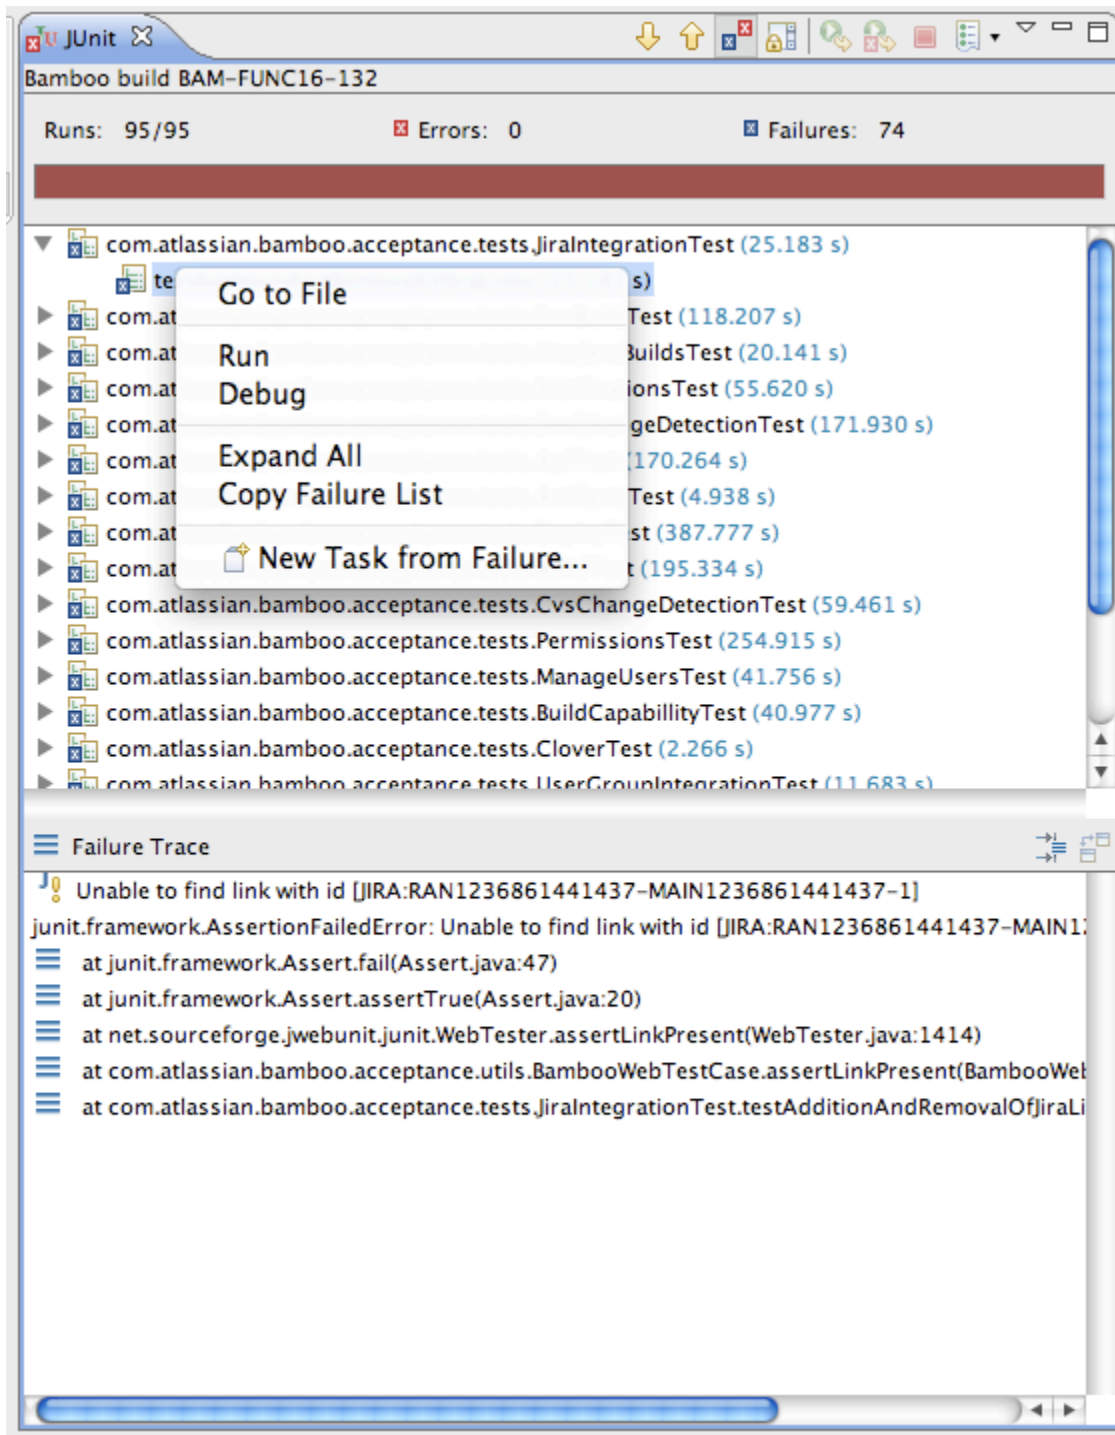 JUnit
Bamboo build BAM-FUNC16-132
Runs: 95/95 Errors: 0 Failures: 74
com.atlassian.bamboo.acceptance.tests.JiraIntegrationTest (25.183 s)
te s)
Go to File
com.at Test (118.207 s)
Run
com.at BuildsTest (20.141 s)
com.at ionsTest (55.620 s)
Debug
com.at geDetectionTest (171.930 s)
Expand All
com.at (170.264 s)
Copy Failure List
com.at Test (4.938 s)
com.at st (387.777 s)
New Task from Failure...
com.at t (195.334 s)
com.atlassian.bamboo.acceptance.tests.CvsChangeDetectionTest (59.461 s)
com.atlassian.bamboo.acceptance.tests.PermissionsTest (254.915 s)
com.atlassian.bamboo.acceptance.tests.ManageUsersTest (41.756 s)
com.atlassian.bamboo.acceptance.tests.BuildCapabillityTest (40.977 s)
com.atlassian.bamboo.acceptance.tests.CloverTest (2.266 s)
com.atlassian.bamboo.acceptance.tests.UserGroupIntegrationTest (11.683 s)
Failure Trace
Unable to find link with id [JIRA:RAN1236861441437-MAIN1236861441437-1]
junit.framework.AssertionFailedError: Unable to find link with id [JIRA:RAN1236861441437-MAIN12
at junit.framework.Assert.fail(Assert.java:47)
at junit.framework.Assert.assertTrue(Assert.java:20)
at net.sourceforge.jwebunit.junit.WebTester.assertLinkPresent(WebTester.java:1414)
at com.atlassian.bamboo.acceptance.utils.BambooWebTestCase.assertLinkPresent(BambooWeb
at com.atlassian.bamboo.acceptance.tests.JiraIntegrationTest.testAdditionAndRemovalOfJiraLi